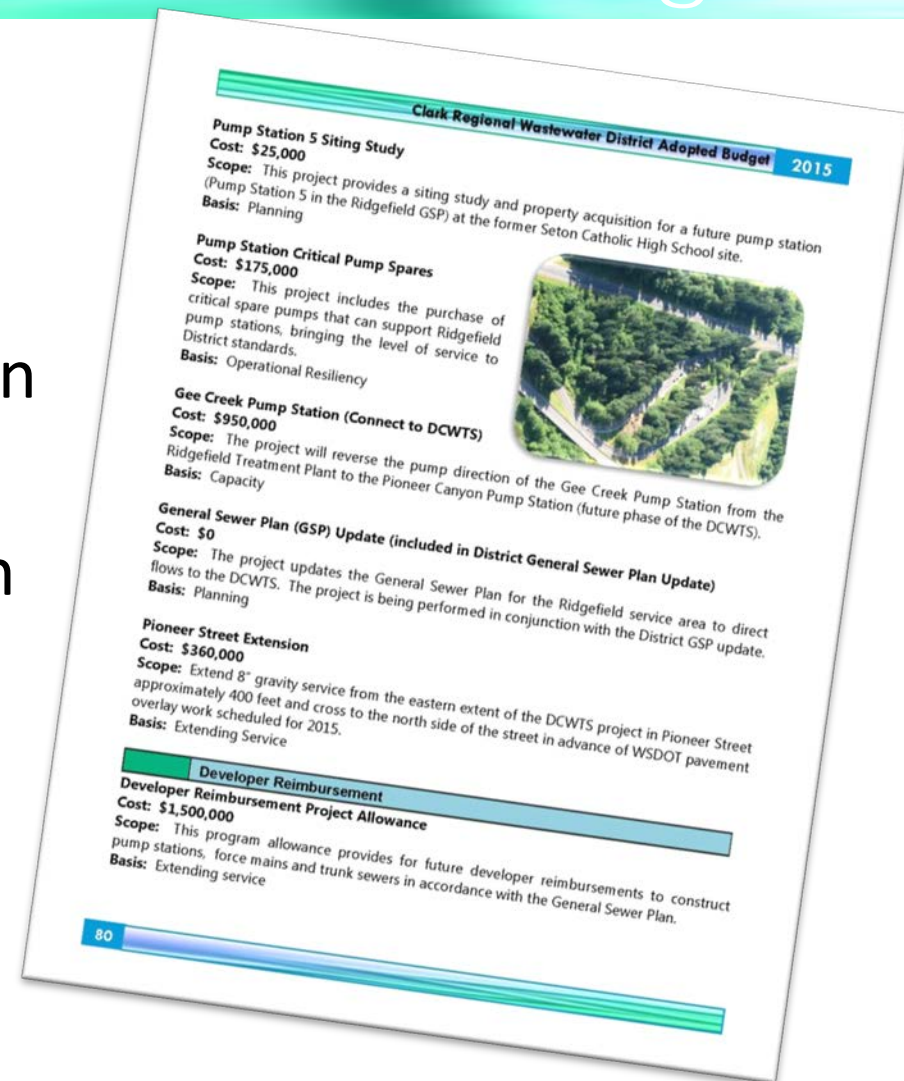 g
n
n
Clark Regional Wastewater District Adopted Budget 2015
Pump Station 5 Siting Study
Cost: $25,000
Scope: This project provides a siting study and property acquisition for a future pump station
(Pump Station 5 in the Ridgefield GSP) at the former Seton Catholic High School site.
Basis: Planning
Pump Station Critical Pump Spares
Cost: $175,000
Scope: This project includes the purchase of
critical spare pumps that can support Ridgefield
pump stations, bringing the level of service to
District standards.
Basis: Operational Resiliency
Gee Creek Pump Station (Connect to DCWTS)
Cost: $950,000
Scope: The project will reverse the pump direction of the Gee Creek Pump Station from the
Ridgefield Treatment Plant to the Pioneer Canyon Pump Station (future phase of the DCWTS).
Basis: Capacity
General Sewer Plan (GSP) Update (included in District General Sewer Plan Update)
Cost: $0
Scope: The project updates the General Sewer Plan for the Ridgefield service area to direct
flows to the DCWTS. The project is being performed in conjunction with the District GSP update.
Basis: Planning
Pioneer Street Extension
Cost: $360,000
Scope: Extend 8" gravity service from the eastern extent of the DCWTS project in Pioneer Street
approximately 400 feet and cross to the north side of the street in advance of WSDOT pavement
overlay work scheduled for 2015.
Basis: Extending Service
Developer Reimbursement
Developer Reimbursement Project Allowance
Cost: $1,500,000
Scope: This program allowance provides for future developer reimbursements to construct
pump stations, force mains and trunk sewers in accordance with the General Sewer Plan.
Basis: Extending service
80